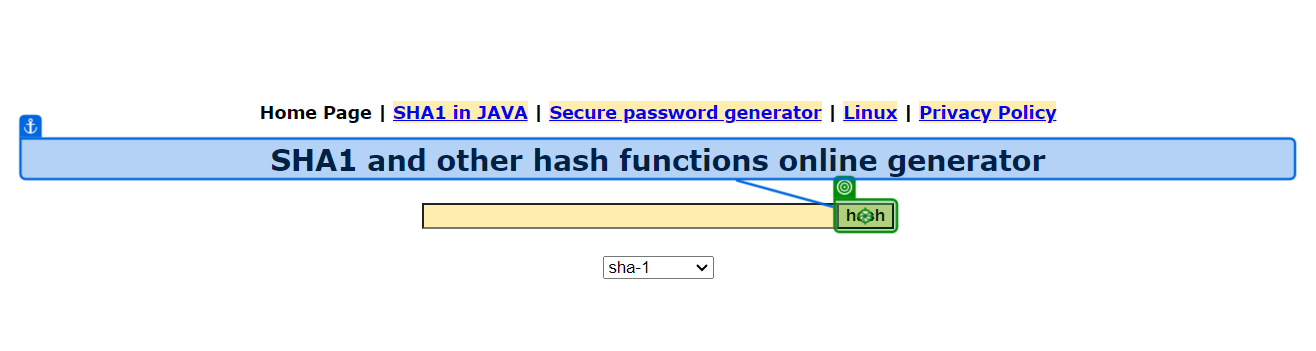 Home Page | SHA1 in JAVA | Secure password generator | Linux | Privacy Policy
SHA1 and other hash functions online generator
hash
sha-1